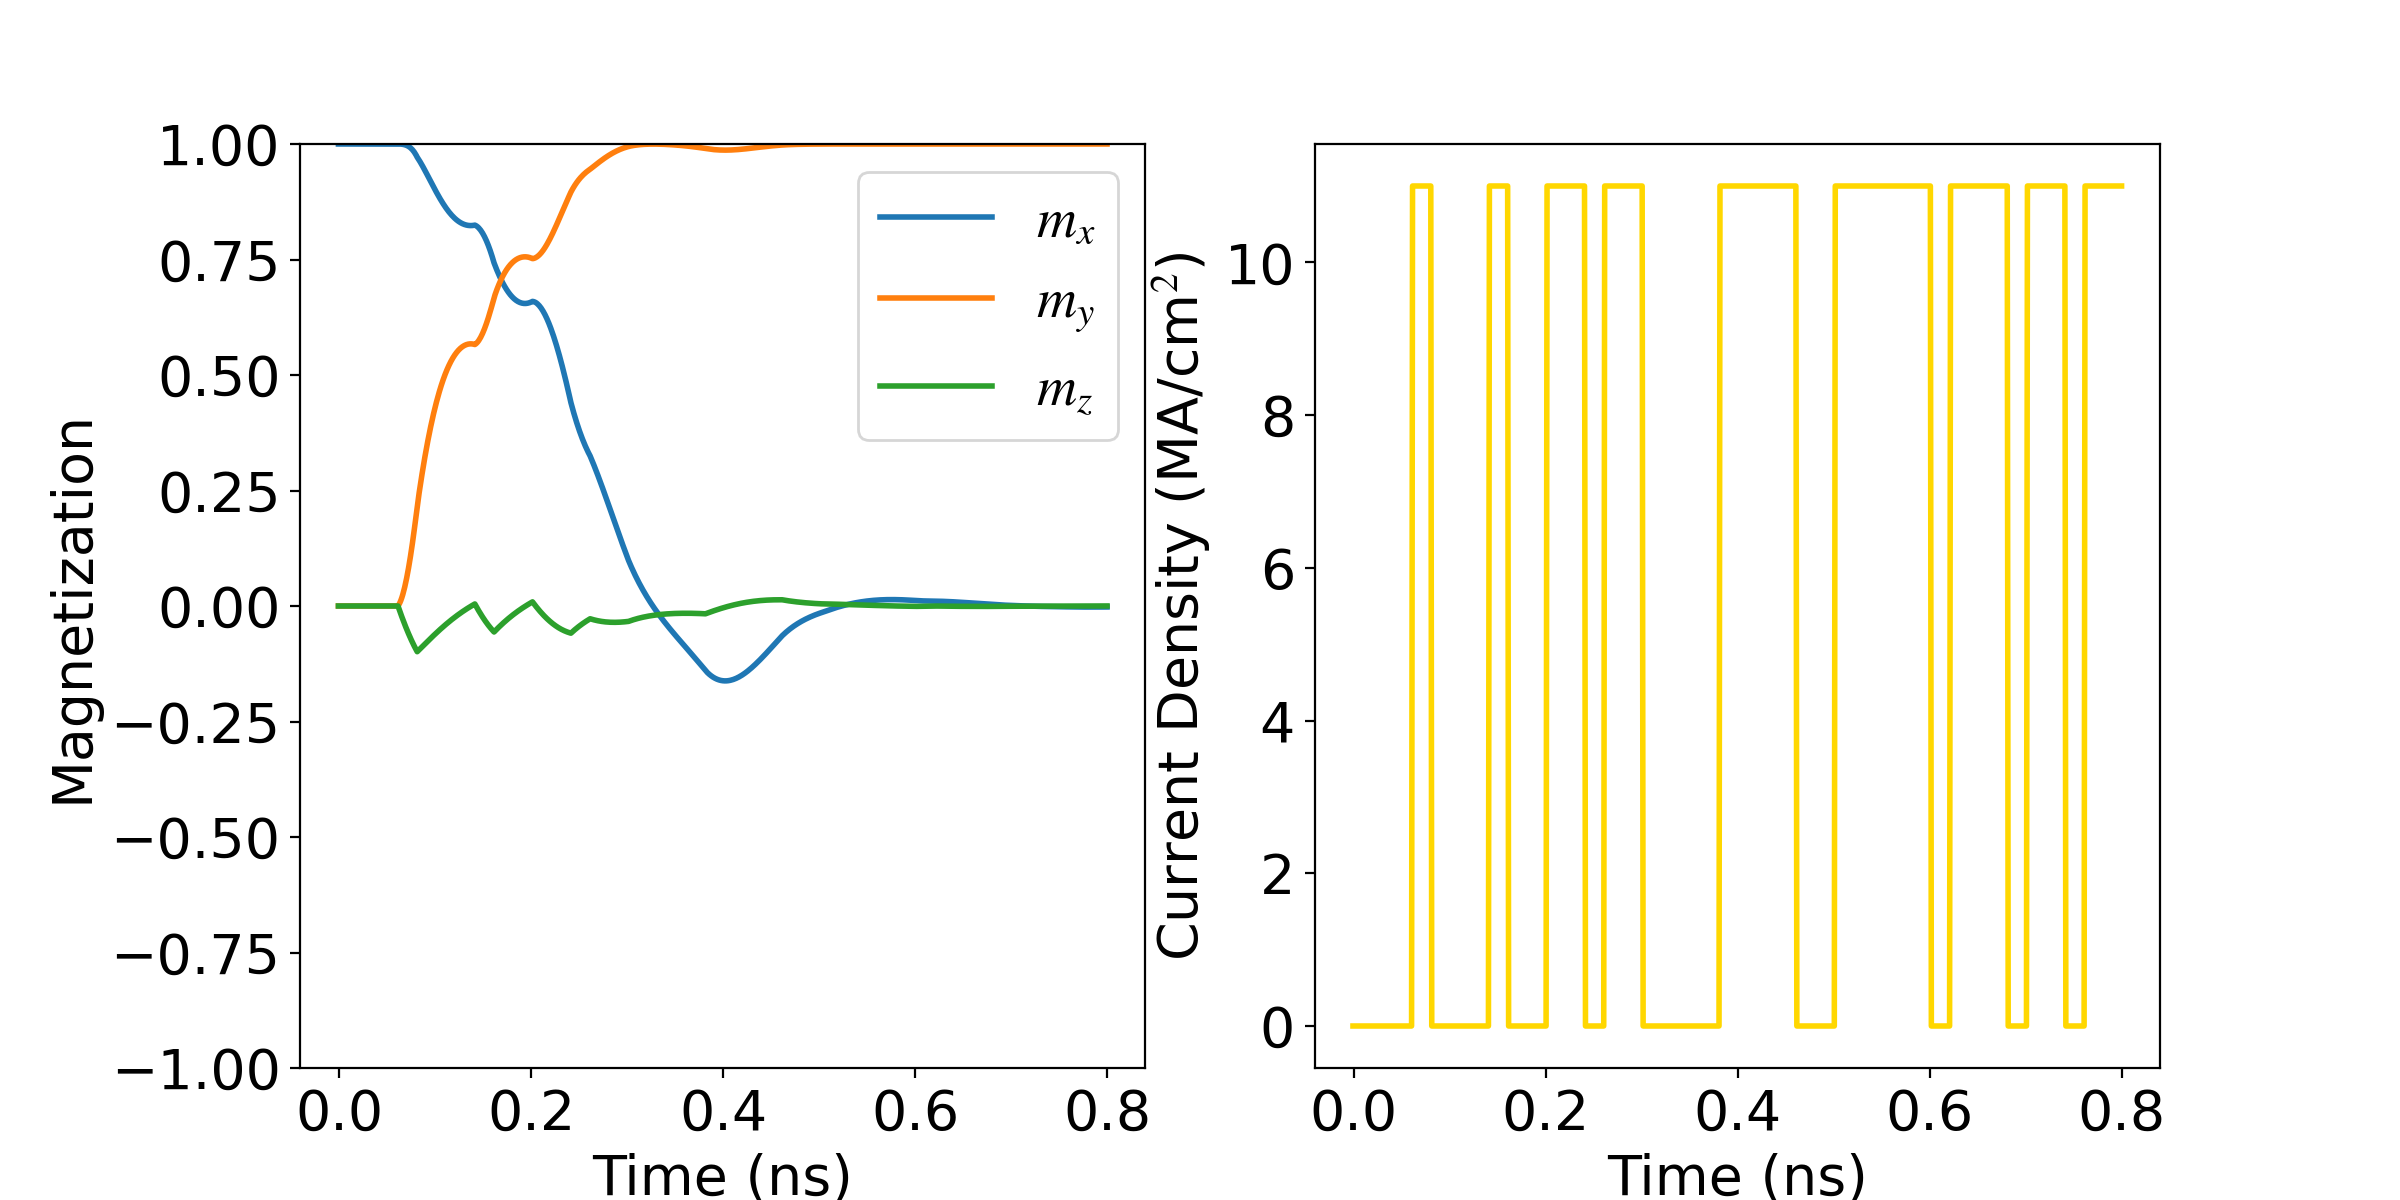 Magnetization
1.00
0.75
0.50
0.25
0.00
−0.25
−0.50
−0.75
−1.00
0.0 0.2 0.4 0.6 0.8
Time (ns)
m_x
m_y
m_z
Current Density (MA/cm²)
10
8
6
4
2
0
0.0 0.2 0.4 0.6 0.8
Time (ns)